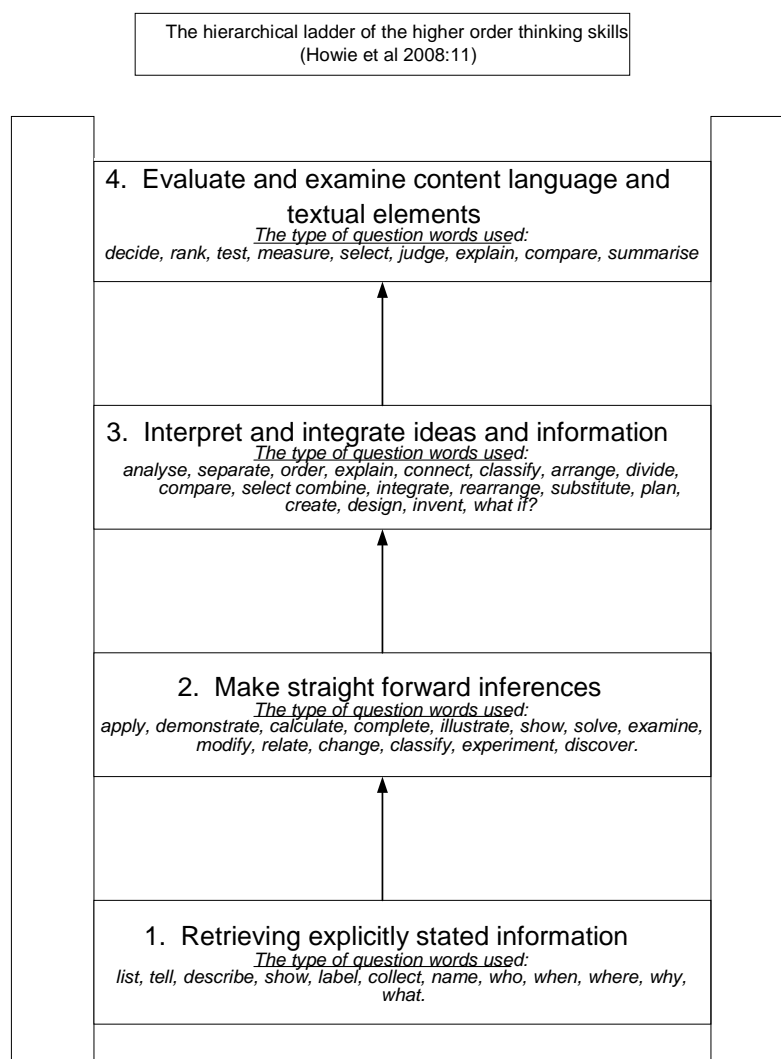 The hierarchical ladder of the higher order thinking skills
(Howie et al 2008:11)
4. Evaluate and examine content language and
textual elements
The type of question words used:
decide, rank, test, measure, select, judge, explain, compare, summarise
3. Interpret and integrate ideas and information
The type of question words used:
analyse, separate, order, explain, connect, classify, arrange, divide,
compare, select combine, integrate, rearrange, substitute, plan,
create, design, invent, what if?
2. Make straight forward inferences
The type of question words used:
apply, demonstrate, calculate, complete, illustrate, show, solve, examine,
modify, relate, change, classify, experiment, discover.
1. Retrieving explicitly stated information
The type of question words used:
list, tell, describe, show, label, collect, name, who, when, where, why,
what.